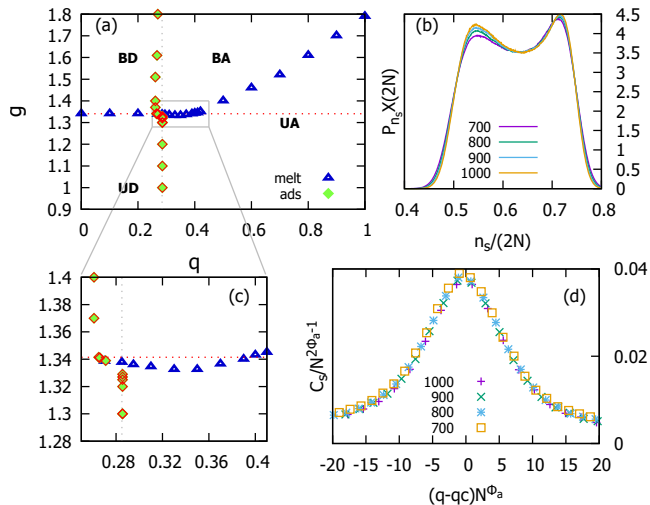 (a)
BD
BA
UA
UD
melt
ads
g
1.8
1.7
1.6
1.5
1.4
1.3
1.2
1.1
1
0.9
0 0.2 0.4 0.6 0.8 1
q
(b)
P_{n_s}X(2N)
4.5
4
3.5
3
2.5
2
1.5
1
0.5
0
700
800
900
1000
0.4 0.5 0.6 0.7 0.8
n_s/(2N)
(c)
1.4
1.38
1.36
1.34
1.32
1.3
1.28
0.28 0.32 0.36 0.4
(d)
C_s/N^{2Φ_a-1}
0.04
0.02
0
1000
900
800
700
-20 -15 -10 -5 0 5 10 15 20
(q-qc)N^{Φ_a}